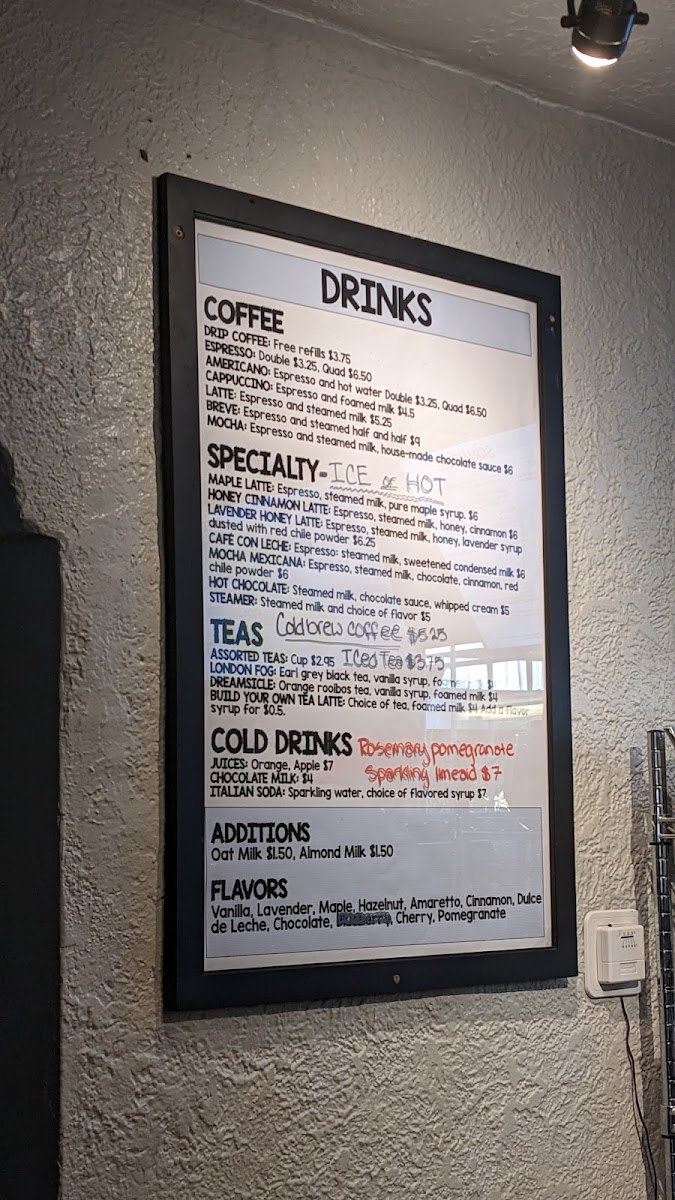 DRINKS
COFFEE
DRIP COFFEE: Free refills $3.75
ESPRESSO: Double $3.25, Quad $6.50
AMERICANO: Espresso and hot water Double $3.25, Quad $6.50
CAPPUCCINO: Espresso and foamed milk $4.5
LATTE: Espresso and steamed milk $5.25
BREVE: Espresso and steamed half and half $9
MOCHA: Espresso and steamed milk, house-made chocolate sauce $6
SPECIALTY- ICE or HOT
MAPLE LATTE: Espresso, steamed milk, pure maple syrup. $6
HONEY CINNAMON LATTE: Espresso, steamed milk, honey, cinnamon $6
LAVENDER HONEY LATTE: Espresso, steamed milk, honey, lavender syrup
dusted with red chile powder $6.25
CAFÉ CON LECHE: Espresso: steamed milk, sweetened condensed milk $6
MOCHA MEXICANA: Espresso, steamed milk, chocolate, cinnamon, red
chile powder $6
HOT CHOCOLATE: Steamed milk, chocolate sauce, whipped cream $5
STEAMER: Steamed milk and choice of flavor $5
TEAS Coldbrew coffee $5.25
ASSORTED TEAS: Cup $2.95 Iced Tea $3.75
LONDON FOG: Earl grey black tea, vanilla syrup, $4
DREAMSICLE: Orange rooibos tea, vanilla syrup, foamed milk $4
BUILD YOUR OWN TEA LATTE: Choice of tea, foamed milk $4 Add a flavor
syrup for $0.5.
COLD DRINKS Rosemary pomegranate
JUICES: Orange, Apple $7 Sparkling limeaid $7
CHOCOLATE MILK: $4
ITALIAN SODA: Sparkling water, choice of flavored syrup $7
ADDITIONS
Oat Milk $1.50, Almond Milk $1.50
FLAVORS
Vanilla, Lavender, Maple, Hazelnut, Amaretto, Cinnamon, Dulce
de Leche, Chocolate, Cherry, Pomegranate